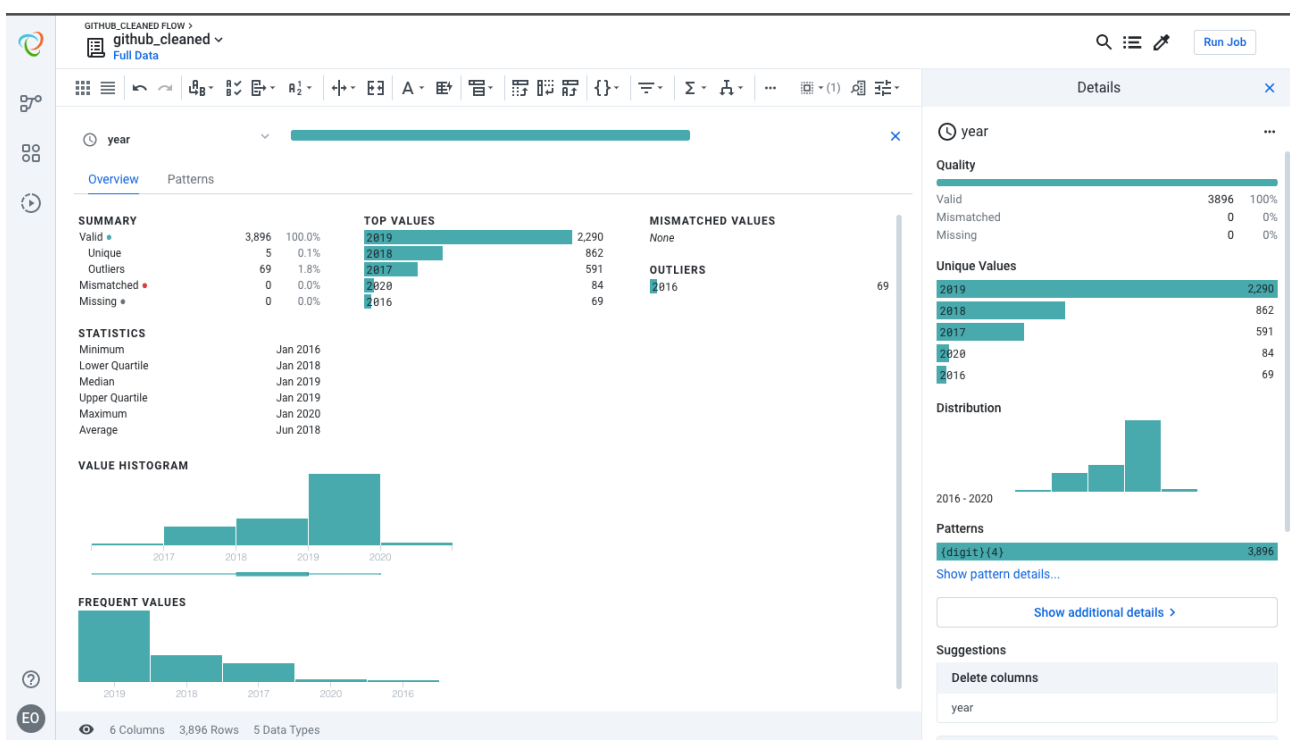 GITHUB_CLEANED FLOW >
github_cleaned
Full Data
Run Job
A
(1)
Details
year
Overview Patterns
SUMMARY
Valid 3,896 100.0%
Unique 5 0.1%
Outliers 69 1.8%
Mismatched 0 0.0%
Missing 0 0.0%
TOP VALUES
2019 2,290
2018 862
2017 591
2020 84
2016 69
MISMATCHED VALUES
None
OUTLIERS
2016 69
STATISTICS
Minimum Jan 2016
Lower Quartile Jan 2018
Median Jan 2019
Upper Quartile Jan 2019
Maximum Jan 2020
Average Jun 2018
VALUE HISTOGRAM
2017 2018 2019 2020
FREQUENT VALUES
2019 2018 2017 2020 2016
6 Columns 3,896 Rows 5 Data Types
EO
year
Quality
Valid 3896 100%
Mismatched 0 0%
Missing 0 0%
Unique Values
2019 2,290
2018 862
2017 591
2020 84
2016 69
Distribution
2016 - 2020
Patterns
{digit}{4} 3,896
Show pattern details...
Show additional details >
Suggestions
Delete columns
year